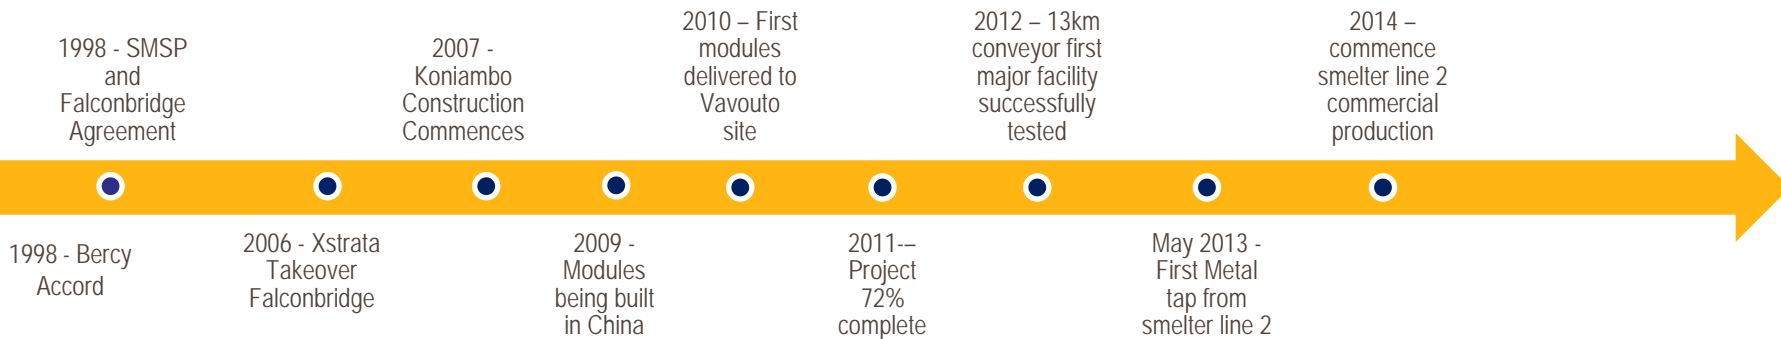 1998 - SMSP
and
Falconbridge
Agreement
2007 -
Koniambo
Construction
Commences
2010 – First
modules
delivered to
Vavouto
site
2012 – 13km
conveyor first
major facility
successfully
tested
2014 –
commence
smelter line 2
commercial
production
1998 - Bercy
Accord
2006 - Xstrata
Takeover
Falconbridge
2009 -
Modules
being built
in China
2011-–
Project
72%
complete
May 2013 -
First Metal
tap from
smelter line 2